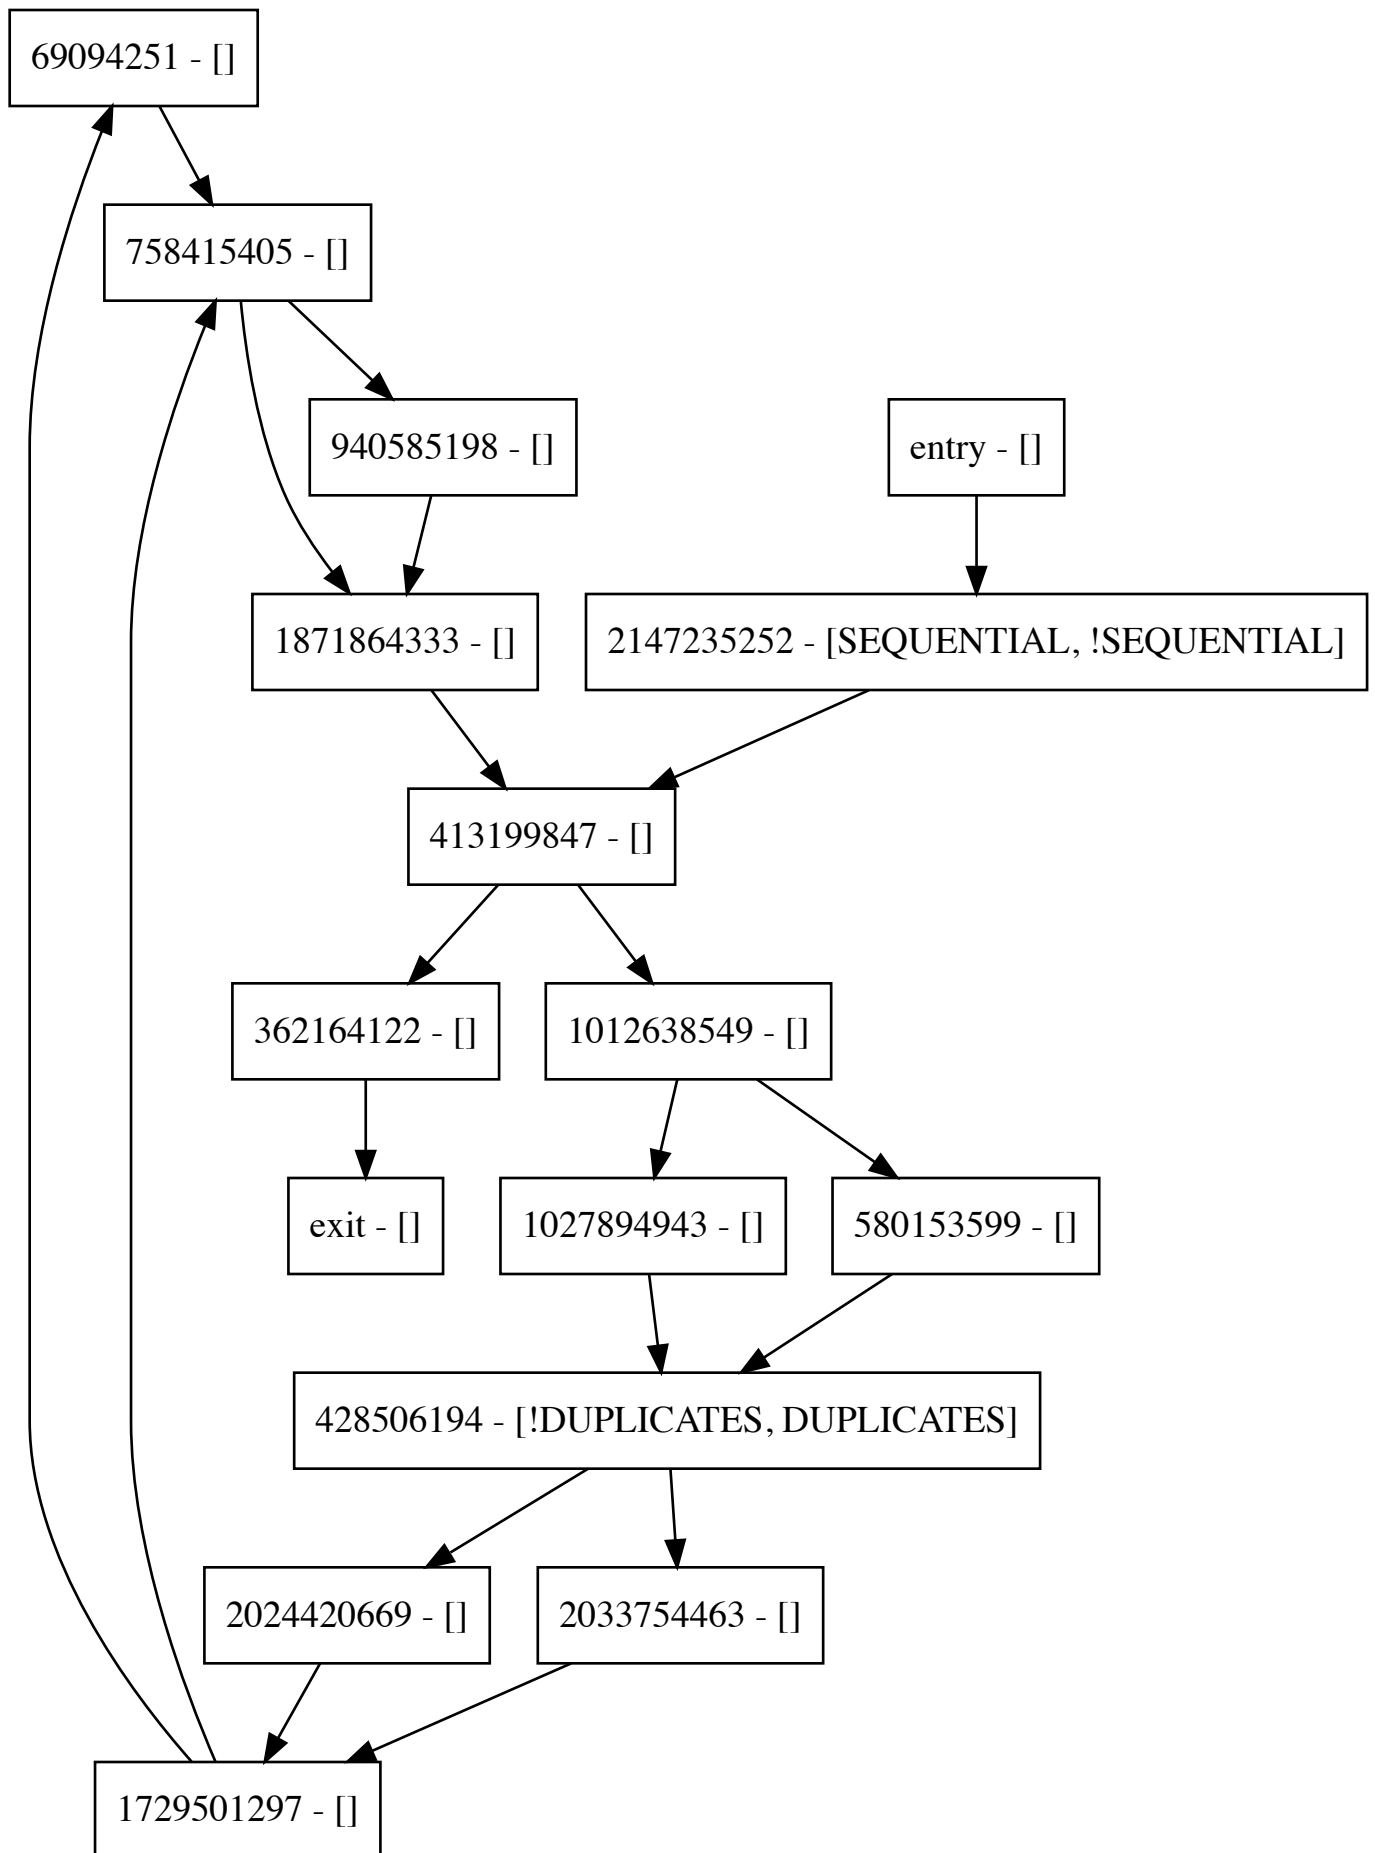 69094251 - []
758415405 - []
940585198 - []
entry - []
1871864333 - []
2147235252 - [SEQUENTIAL, !SEQUENTIAL]
413199847 - []
362164122 - []
1012638549 - []
exit - []
1027894943 - []
580153599 - []
428506194 - [!DUPLICATES, DUPLICATES]
2024420669 - []
2033754463 - []
1729501297 - []